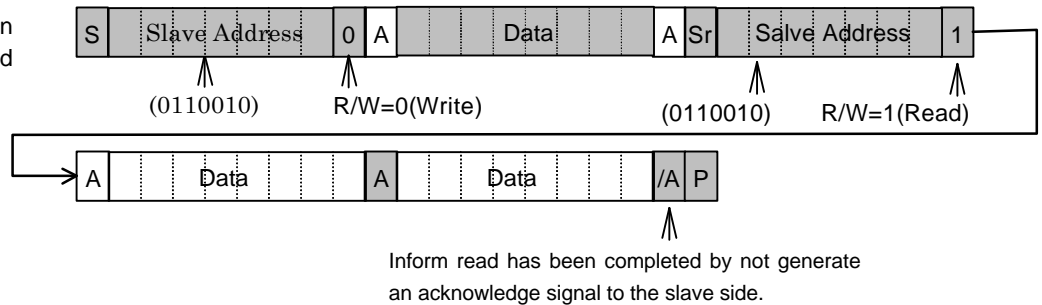 n
d
S Slave Address 0 A Data A Sr Salve Address 1
(0110010) R/W=0(Write) (0110010) R/W=1(Read)
A Data A Data /A P
Inform read has been completed by not generate
an acknowledge signal to the slave side.